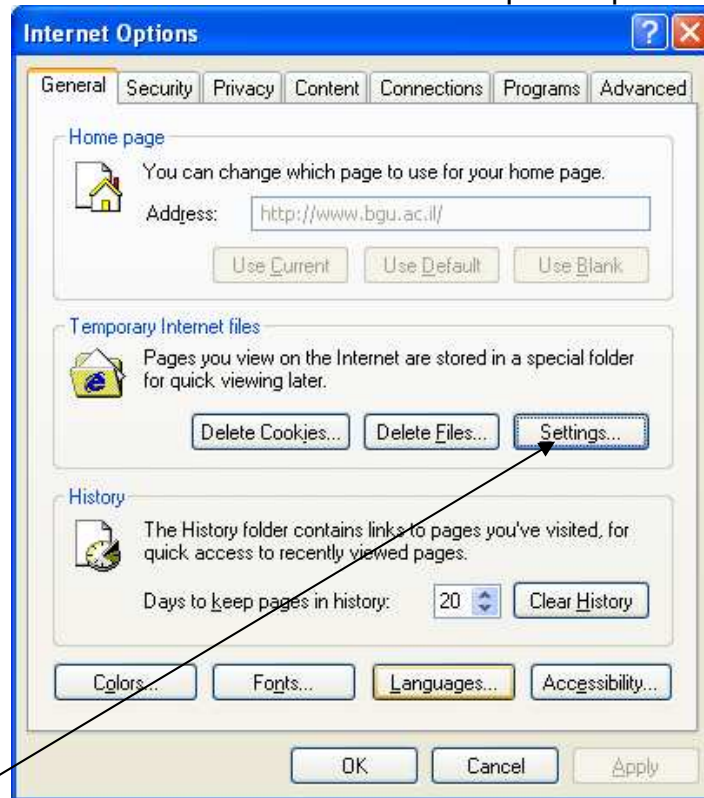 Internet Options
General Security Privacy Content Connections Programs Advanced
Home page
You can change which page to use for your home page.
Address: http://www.bgu.ac.il/
Use Current Use Default Use Blank
Temporary Internet files
Pages you view on the Internet are stored in a special folder
for quick viewing later.
Delete Cookies... Delete Files... Settings...
History
The History folder contains links to pages you've visited, for
quick access to recently viewed pages.
Days to keep pages in history: 20 Clear History
Colors... Fonts... Languages... Accessibility...
OK Cancel Apply